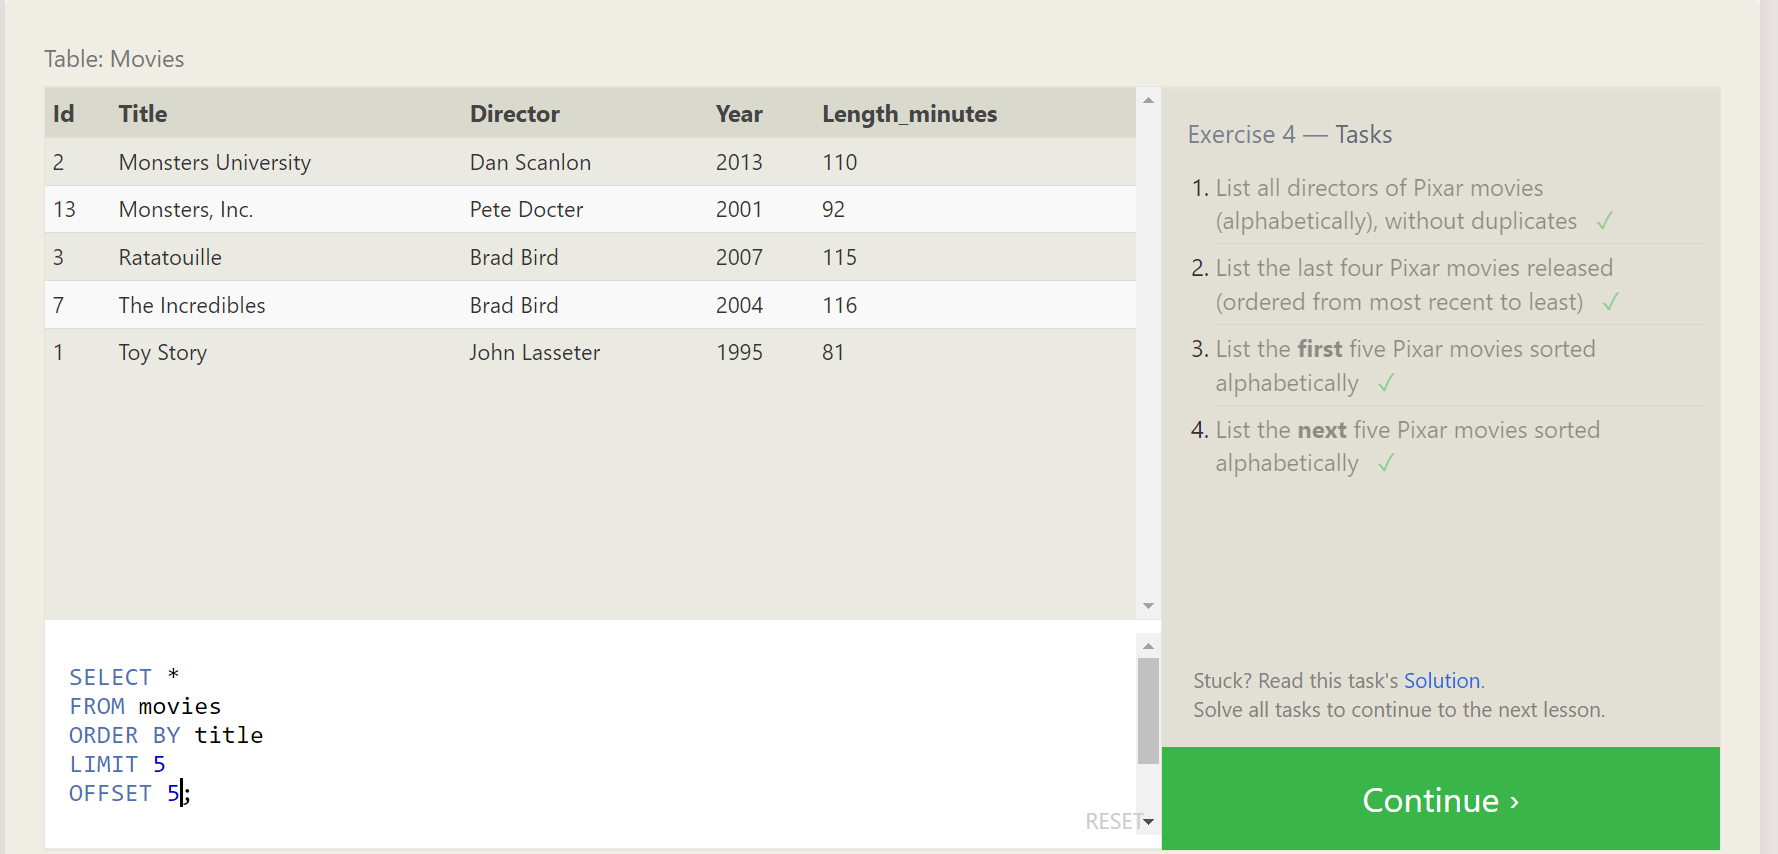 Table: Movies
Id Title Director Year Length_minutes
2 Monsters University Dan Scanlon 2013 110
13 Monsters, Inc. Pete Docter 2001 92
3 Ratatouille Brad Bird 2007 115
7 The Incredibles Brad Bird 2004 116
1 Toy Story John Lasseter 1995 81
SELECT *
FROM movies
ORDER BY title
LIMIT 5
OFFSET 5;
RESET
Exercise 4 — Tasks
1. List all directors of Pixar movies
(alphabetically), without duplicates ✓
2. List the last four Pixar movies released
(ordered from most recent to least) ✓
3. List the first five Pixar movies sorted
alphabetically ✓
4. List the next five Pixar movies sorted
alphabetically ✓
Stuck? Read this task's Solution.
Solve all tasks to continue to the next lesson.
Continue ›